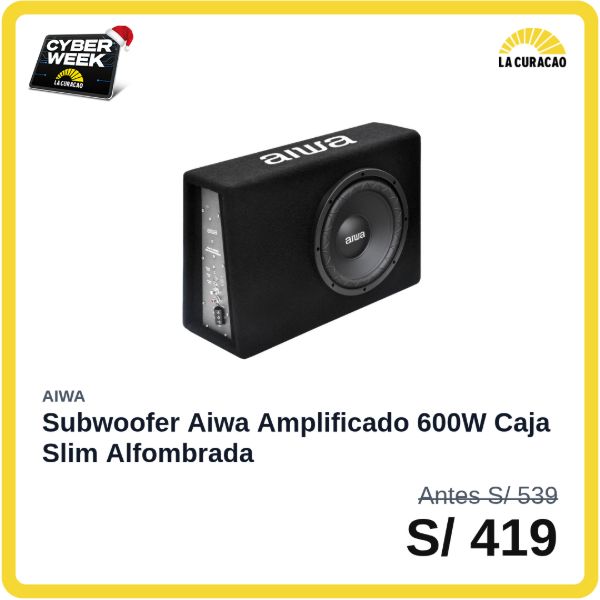 CYBER
WEEK
LA CURACAO
LA CURACAO
aiwa
aiwa
AIWA
Subwoofer Aiwa Amplificado 600W Caja
Slim Alfombrada
Antes S/ 539
S/ 419